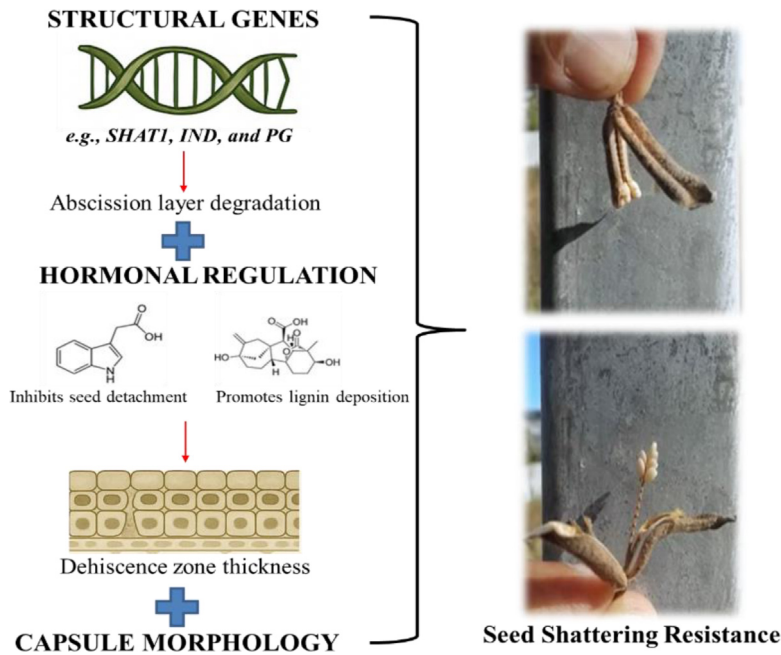 STRUCTURAL GENES
e.g., SHAT1, IND, and PG
Abscission layer degradation
HORMONAL REGULATION
O
OH
N
H
O
OH
O
H
O
HO
H
OH
Inhibits seed detachment
Promotes lignin deposition
Dehiscence zone thickness
CAPSULE MORPHOLOGY
Seed Shattering Resistance